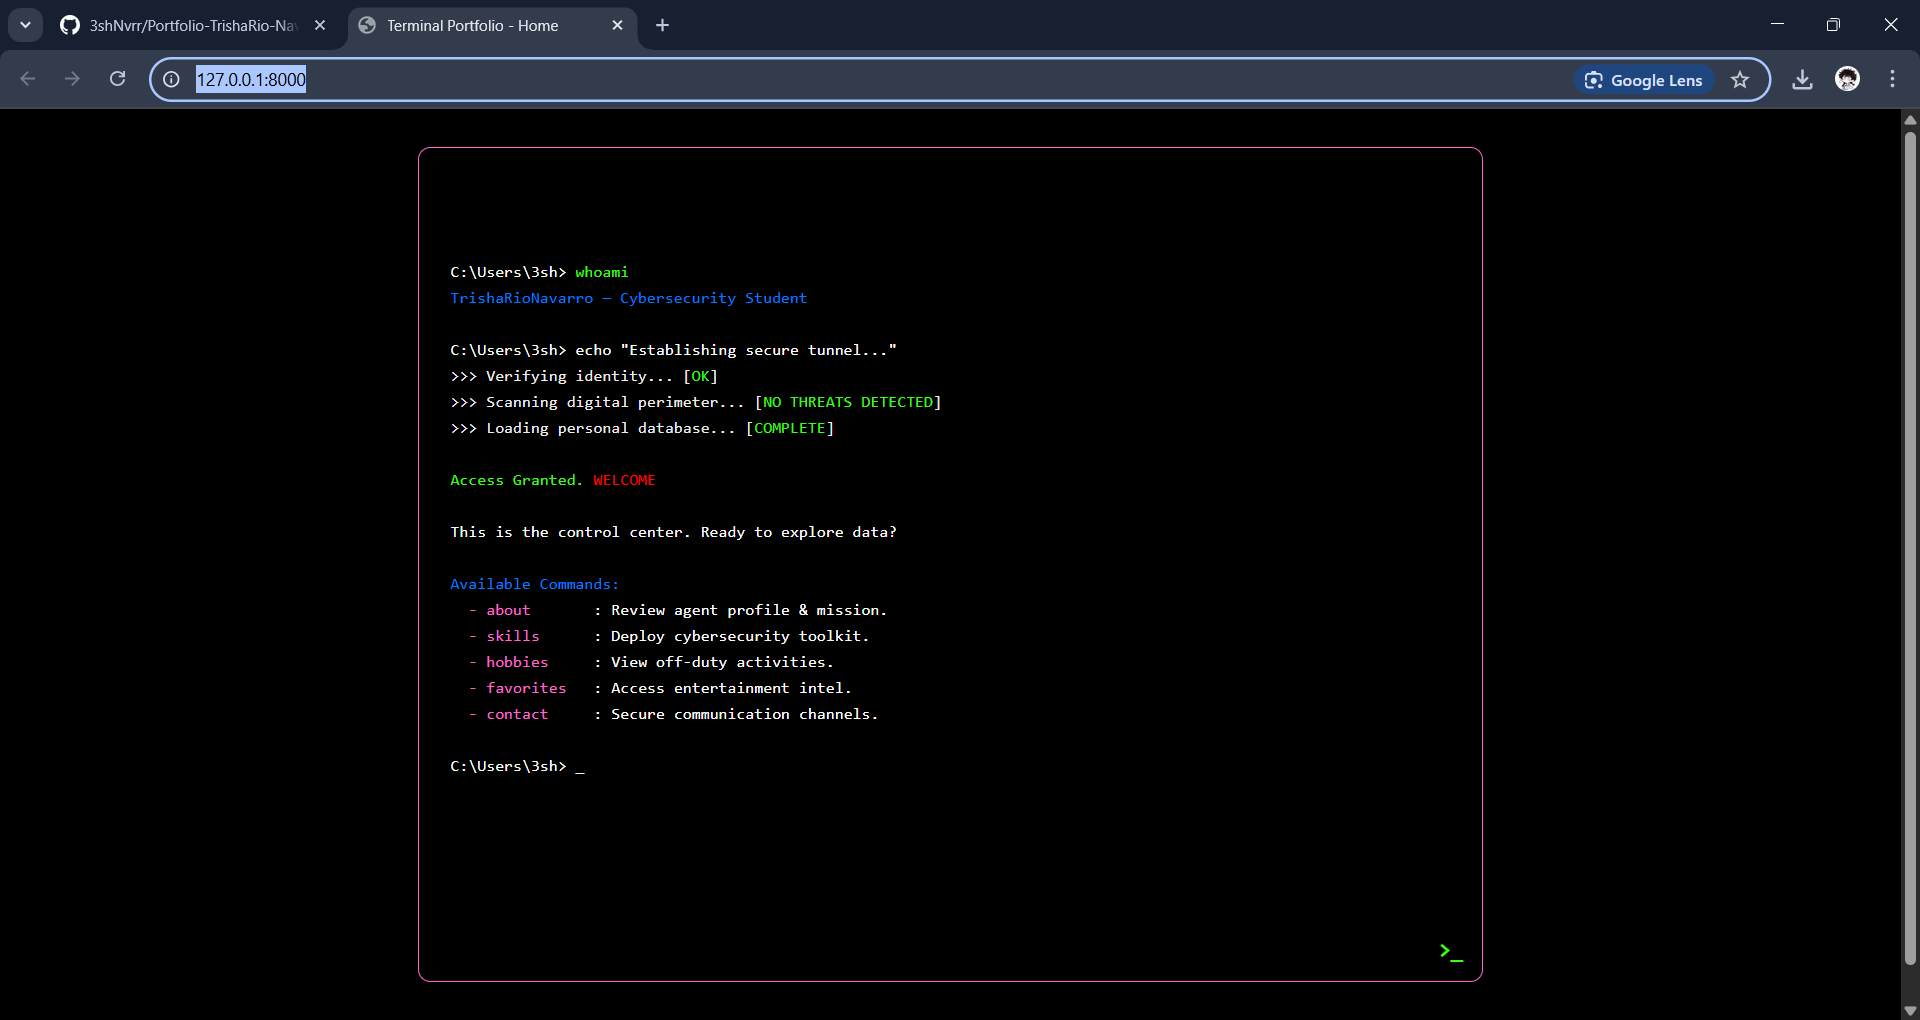 3shNvrr/Portfolio-TrishaRio-Na
Terminal Portfolio - Home
127.0.0.1:8000
Google Lens
C:\Users\3sh> whoami
TrishaRioNavarro — Cybersecurity Student
C:\Users\3sh> echo "Establishing secure tunnel..."
>>> Verifying identity... [OK]
>>> Scanning digital perimeter... [NO THREATS DETECTED]
>>> Loading personal database... [COMPLETE]
Access Granted. WELCOME
This is the control center. Ready to explore data?
Available Commands:
- about : Review agent profile & mission.
- skills : Deploy cybersecurity toolkit.
- hobbies : View off-duty activities.
- favorites : Access entertainment intel.
- contact : Secure communication channels.
C:\Users\3sh> _
>_